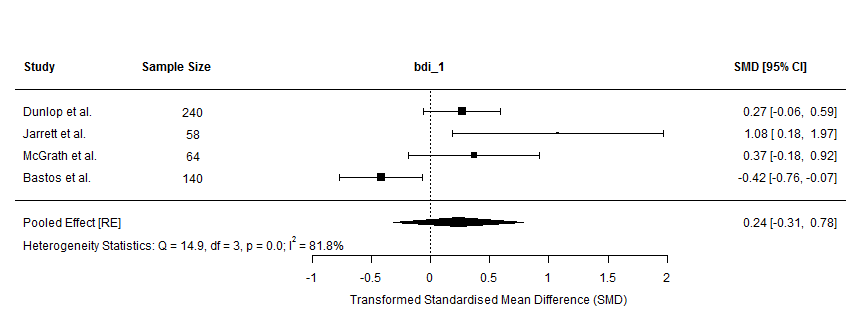 Study Sample Size bdi_1 SMD [95% CI]
Dunlop et al. 240 0.27 [-0.06, 0.59]
Jarrett et al. 58 1.08 [ 0.18, 1.97]
McGrath et al. 64 0.37 [-0.18, 0.92]
Bastos et al. 140 -0.42 [-0.76, -0.07]
Pooled Effect [RE] 0.24 [-0.31, 0.78]
Heterogeneity Statistics: Q = 14.9, df = 3, p = 0.0; I² = 81.8%
-1 0 0.5 1 1.5 2
Transformed Standardised Mean Difference (SMD)